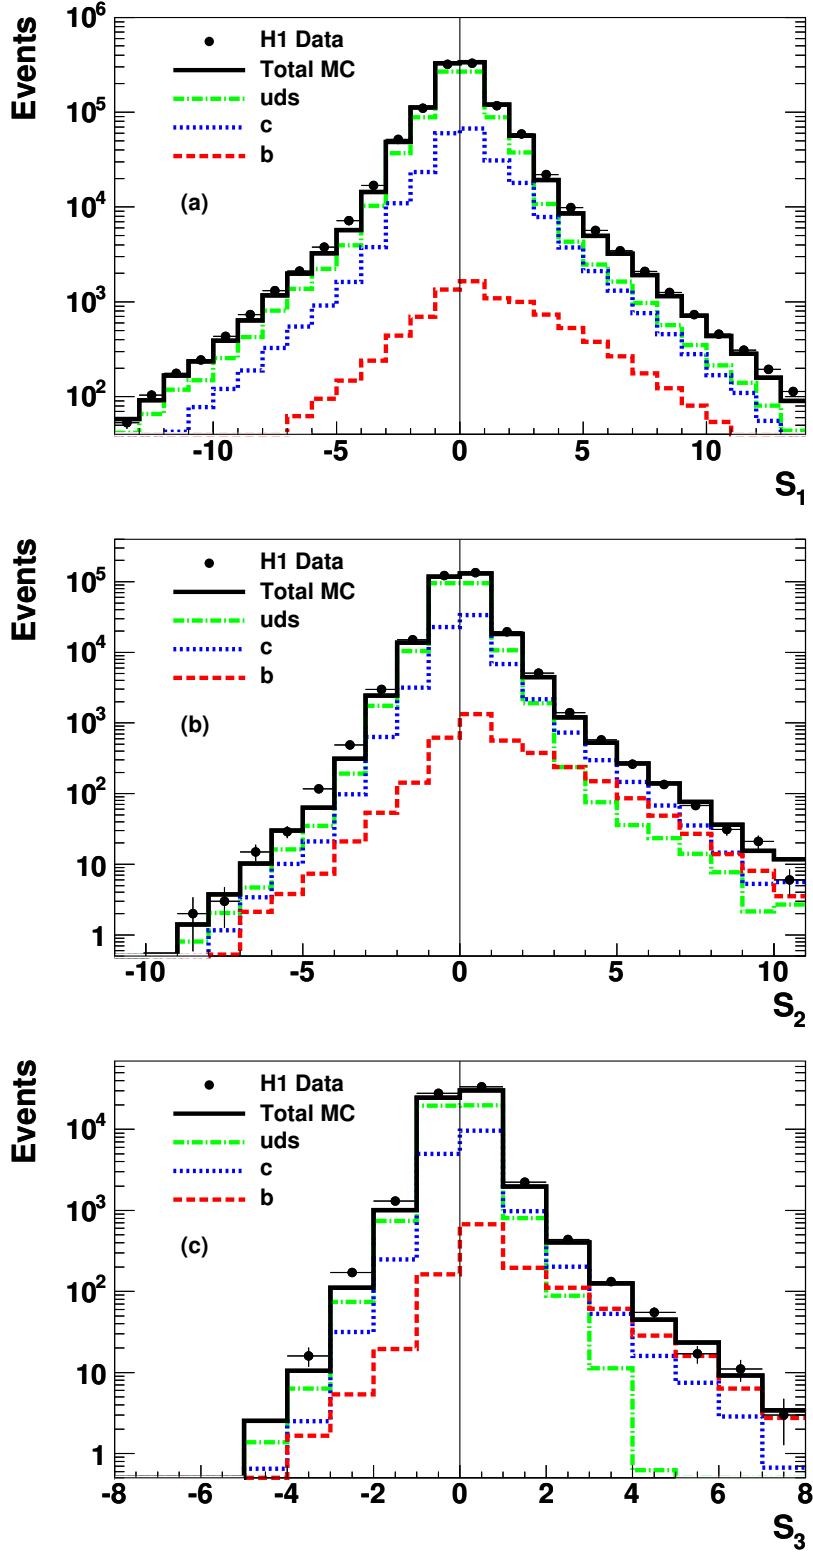 Events
10^6
10^5
10^4
10^3
10^2
H1 Data
Total MC
uds
c
b
(a)
-10 -5 0 5 10
S_1
Events
10^5
10^4
10^3
10^2
10
1
H1 Data
Total MC
uds
c
b
(b)
-10 -5 0 5 10
S_2
Events
10^4
10^3
10^2
10
1
H1 Data
Total MC
uds
c
b
(c)
-8 -6 -4 -2 0 2 4 6 8
S_3